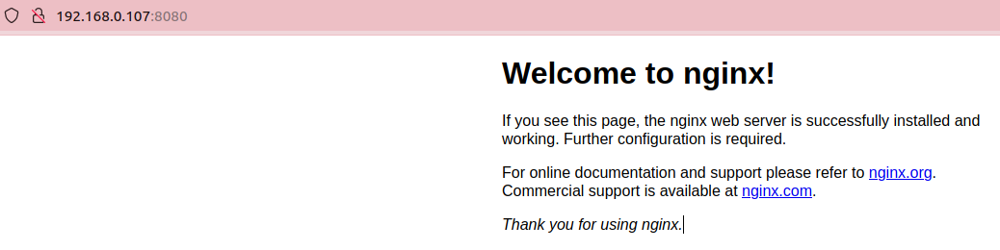 192.168.0.107:8080
Welcome to nginx!
If you see this page, the nginx web server is successfully installed and
working. Further configuration is required.
For online documentation and support please refer to nginx.org.
Commercial support is available at nginx.com.
Thank you for using nginx.